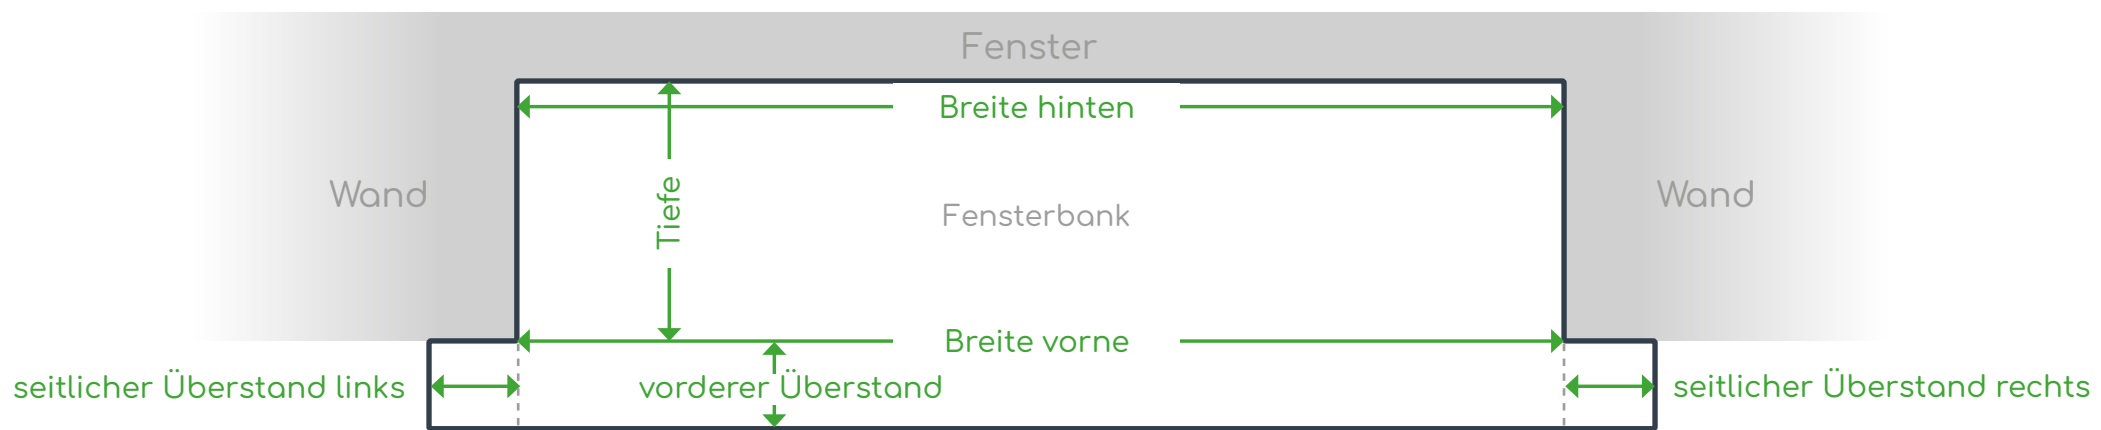 Fenster
Breite hinten
Wand
Tiefe
Fensterbank
Wand
Breite vorne
seitlicher Überstand links
vorderer Überstand
seitlicher Überstand rechts